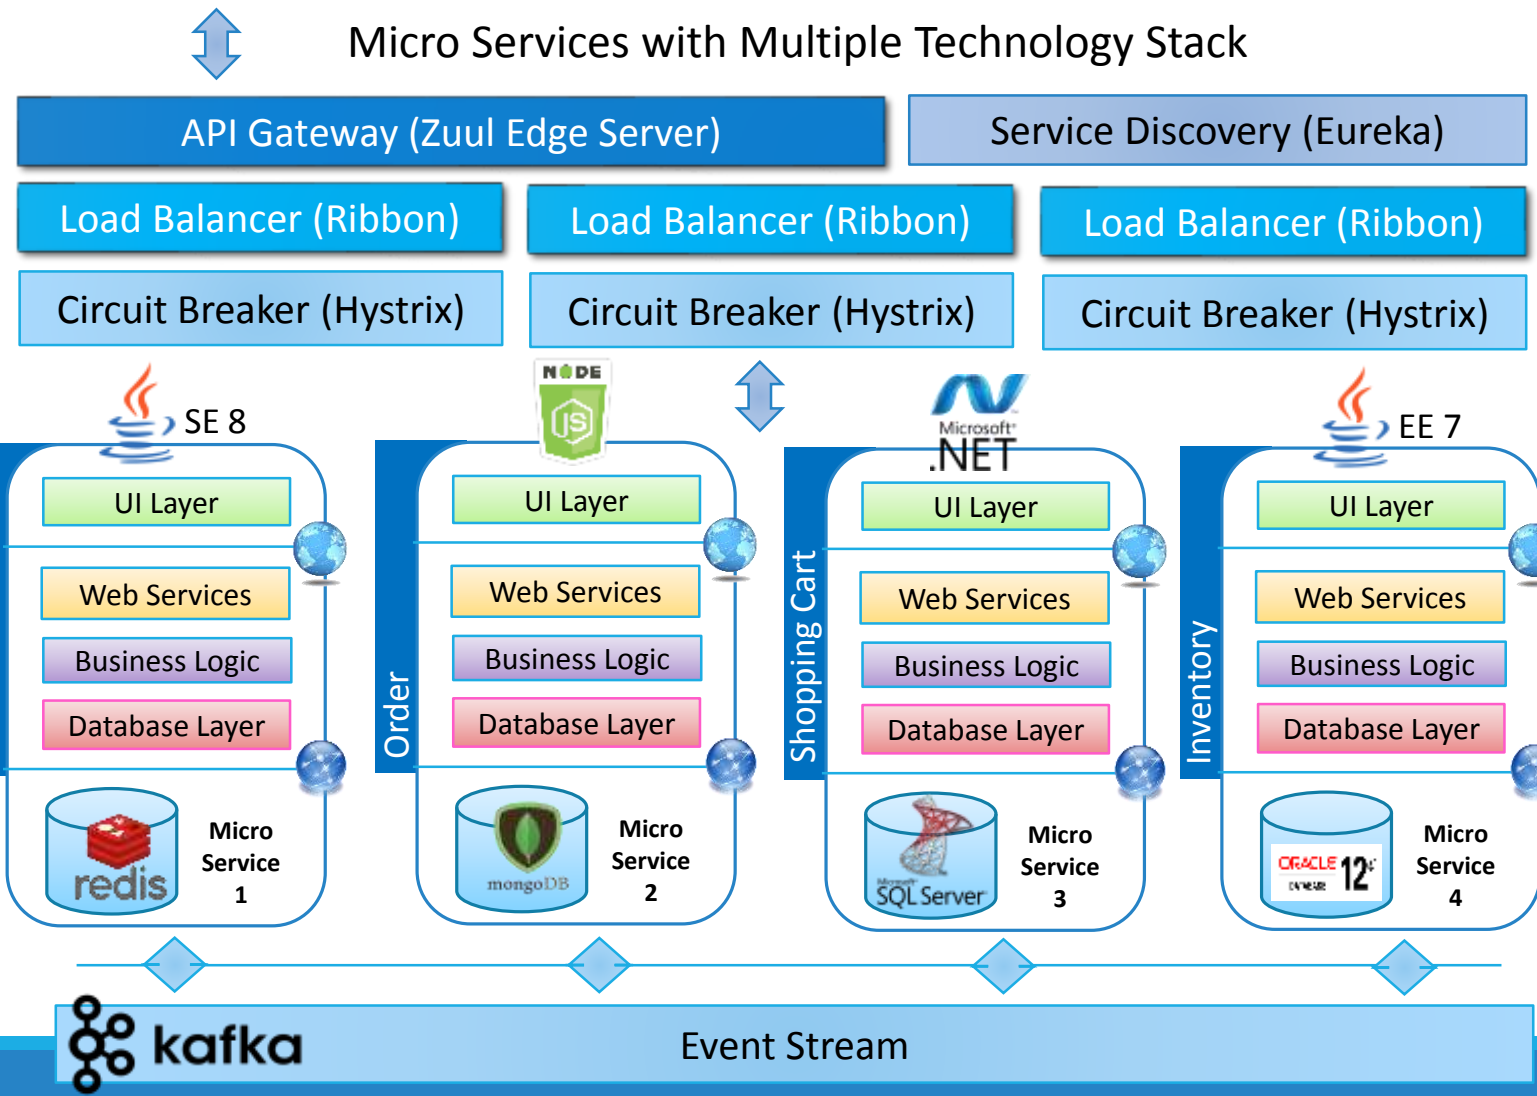 Micro Services with Multiple Technology Stack
API Gateway (Zuul Edge Server)
Service Discovery (Eureka)
Load Balancer (Ribbon)
Load Balancer (Ribbon)
Load Balancer (Ribbon)
Circuit Breaker (Hystrix)
Circuit Breaker (Hystrix)
Circuit Breaker (Hystrix)
SE 8
UI Layer
Web Services
Business Logic
Database Layer
redis
Micro
Service
1
NODE
JS
Order
UI Layer
Web Services
Business Logic
Database Layer
mongoDB
Micro
Service
2
Microsoft
.NET
Shopping Cart
UI Layer
Web Services
Business Logic
Database Layer
Microsoft
SQL Server
Micro
Service
3
EE 7
Inventory
UI Layer
Web Services
Business Logic
Database Layer
ORACLE 12c
DATABASE
Micro
Service
4
kafka
Event Stream